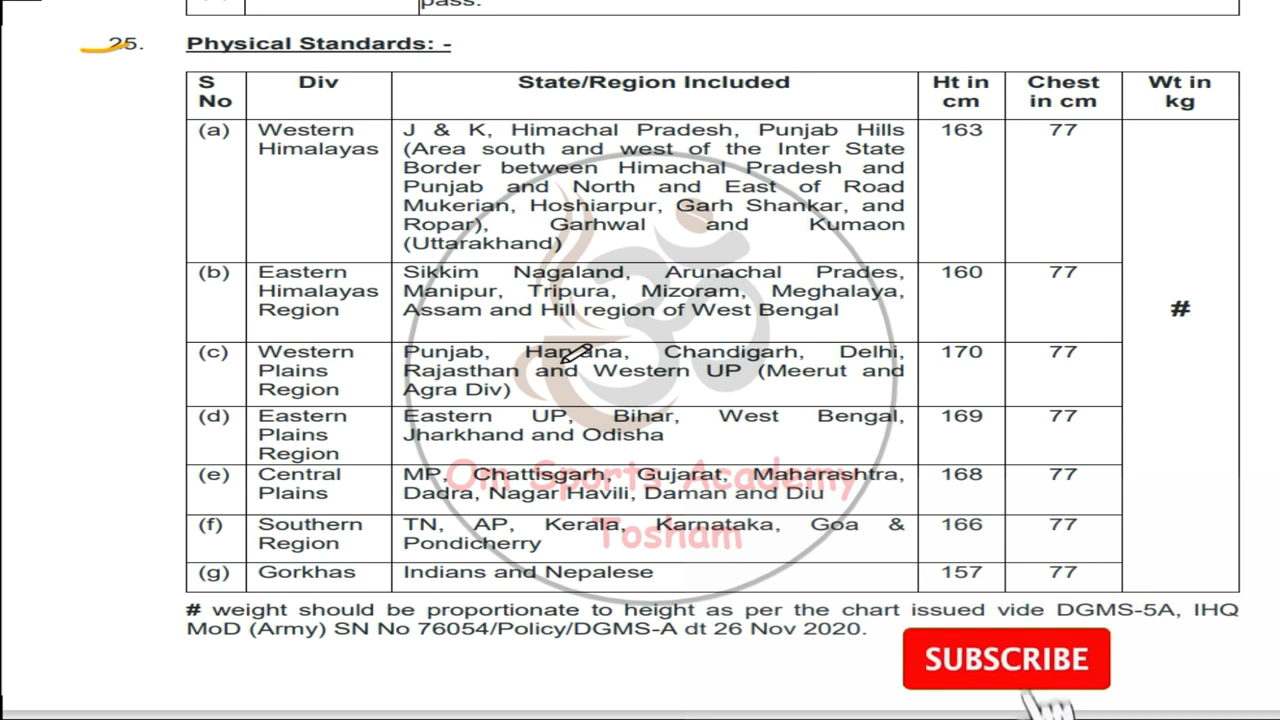 pass.
25. Physical Standards: -
S No Div State/Region Included Ht in cm Chest in cm Wt in kg
(a) Western Himalayas J & K, Himachal Pradesh, Punjab Hills 163 77
(Area south and west of the Inter State
Border between Himachal Pradesh and
Punjab and North and East of Road
Mukerian, Hoshiarpur, Garh Shankar, and
Ropar), Garhwal and Kumaon
(Uttarakhand)
(b) Eastern Himalayas Region Sikkim Nagaland, Arunachal Prades, 160 77 #
Manipur, Tripura, Mizoram, Meghalaya,
Assam and Hill region of West Bengal
(c) Western Plains Region Punjab, Haryana, Chandigarh, Delhi, 170 77
Rajasthan and Western UP (Meerut and
Agra Div)
(d) Eastern Plains Region Eastern UP, Bihar, West Bengal, 169 77
Jharkhand and Odisha
(e) Central Plains MP, Chattisgarh, Gujarat, Maharashtra, 168 77
Dadra, Nagar Havili, Daman and Diu
(f) Southern Region TN, AP, Kerala, Karnataka, Goa & 166 77
Pondicherry
(g) Gorkhas Indians and Nepalese 157 77
# weight should be proportionate to height as per the chart issued vide DGMS-5A, IHQ
MoD (Army) SN No 76054/Policy/DGMS-A dt 26 Nov 2020.
ॐ
Om Sports Academy
Tosham
SUBSCRIBE